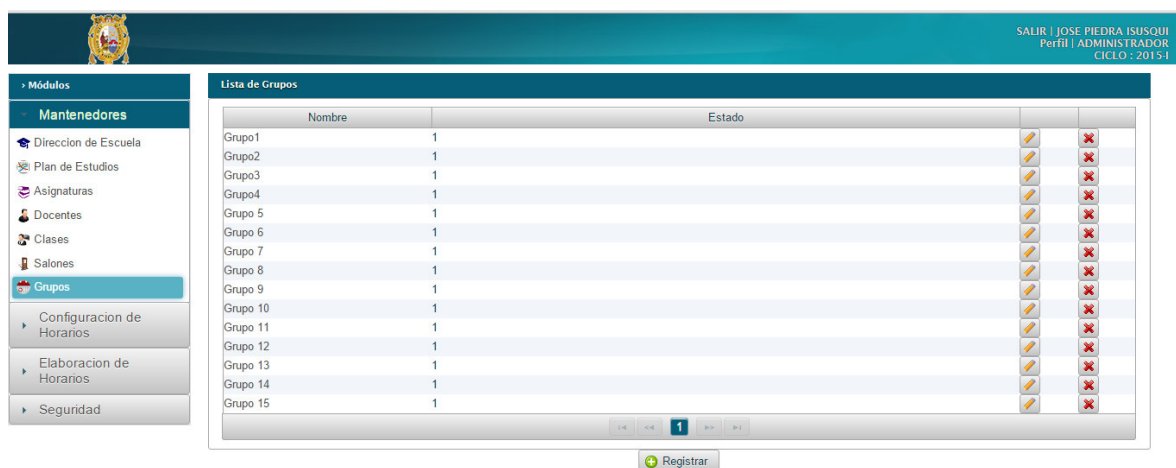 SALIR | JOSE PIEDRA ISUSQUI
Perfil | ADMINISTRADOR
CICLO : 2015-I
› Módulos
Mantenedores
Direccion de Escuela
Plan de Estudios
Asignaturas
Docentes
Clases
Salones
Grupos
Configuracion de
Horarios
Elaboracion de
Horarios
Seguridad
Lista de Grupos
Nombre Estado
Grupo1 1
Grupo2 1
Grupo3 1
Grupo4 1
Grupo 5 1
Grupo 6 1
Grupo 7 1
Grupo 8 1
Grupo 9 1
Grupo 10 1
Grupo 11 1
Grupo 12 1
Grupo 13 1
Grupo 14 1
Grupo 15 1
1
Registrar